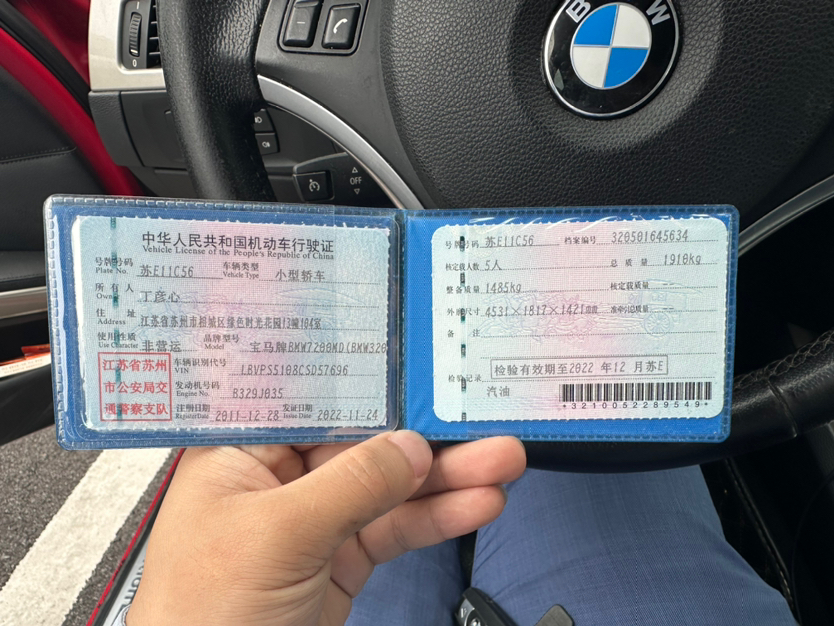 BMW
OFF
中华人民共和国机动车行驶证
Vehicle License of the People's Republic of China
号牌号码 苏E11C56 车辆类型 小型轿车
Plate No. Vehicle Type
所有人 丁彦心
Owner
住址 江苏省苏州市相城区绿色时光花园13幢104室
Address
使用性质 非营运 品牌型号 宝马牌BMW7200MD(BMW320
Use Character Model
江苏省苏州市公安局交通警察支队
车辆识别代号 LBVPS5108CSD57696
VIN
发动机号码 B329J035
Engine No.
注册日期 2011-12-28 发证日期 2022-11-24
Register Date Issue Date
号牌号码 苏E11C56 档案编号 320501645634
核定载人数 5人 总质量 1910kg
整备质量 1485kg 核定载质量 --
外廓尺寸 4531×1817×1421mm 准牵引总质量 --
备注
检验记录 检验有效期至2022年12月苏E
汽油
*3210052289549*